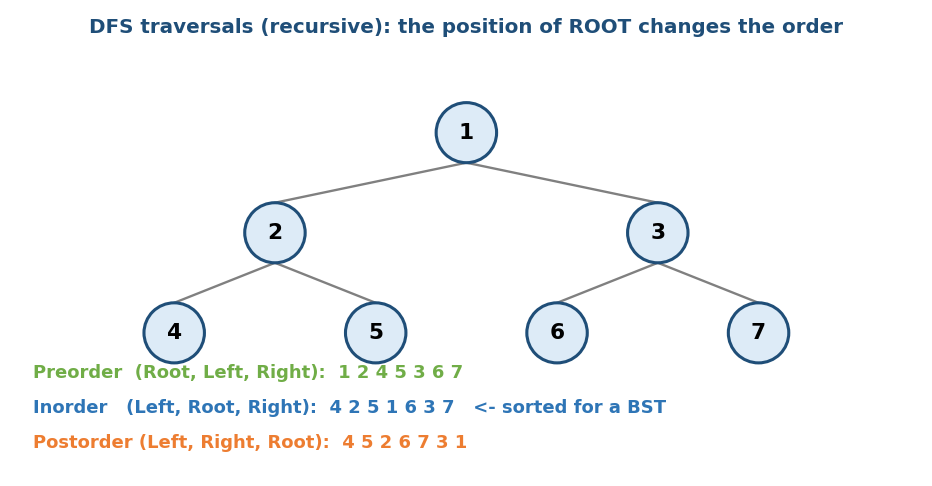 DFS traversals (recursive): the position of ROOT changes the order
1
2 3
4 5 6 7
Preorder (Root, Left, Right): 1 2 4 5 3 6 7
Inorder (Left, Root, Right): 4 2 5 1 6 3 7 <- sorted for a BST
Postorder (Left, Right, Root): 4 5 2 6 7 3 1